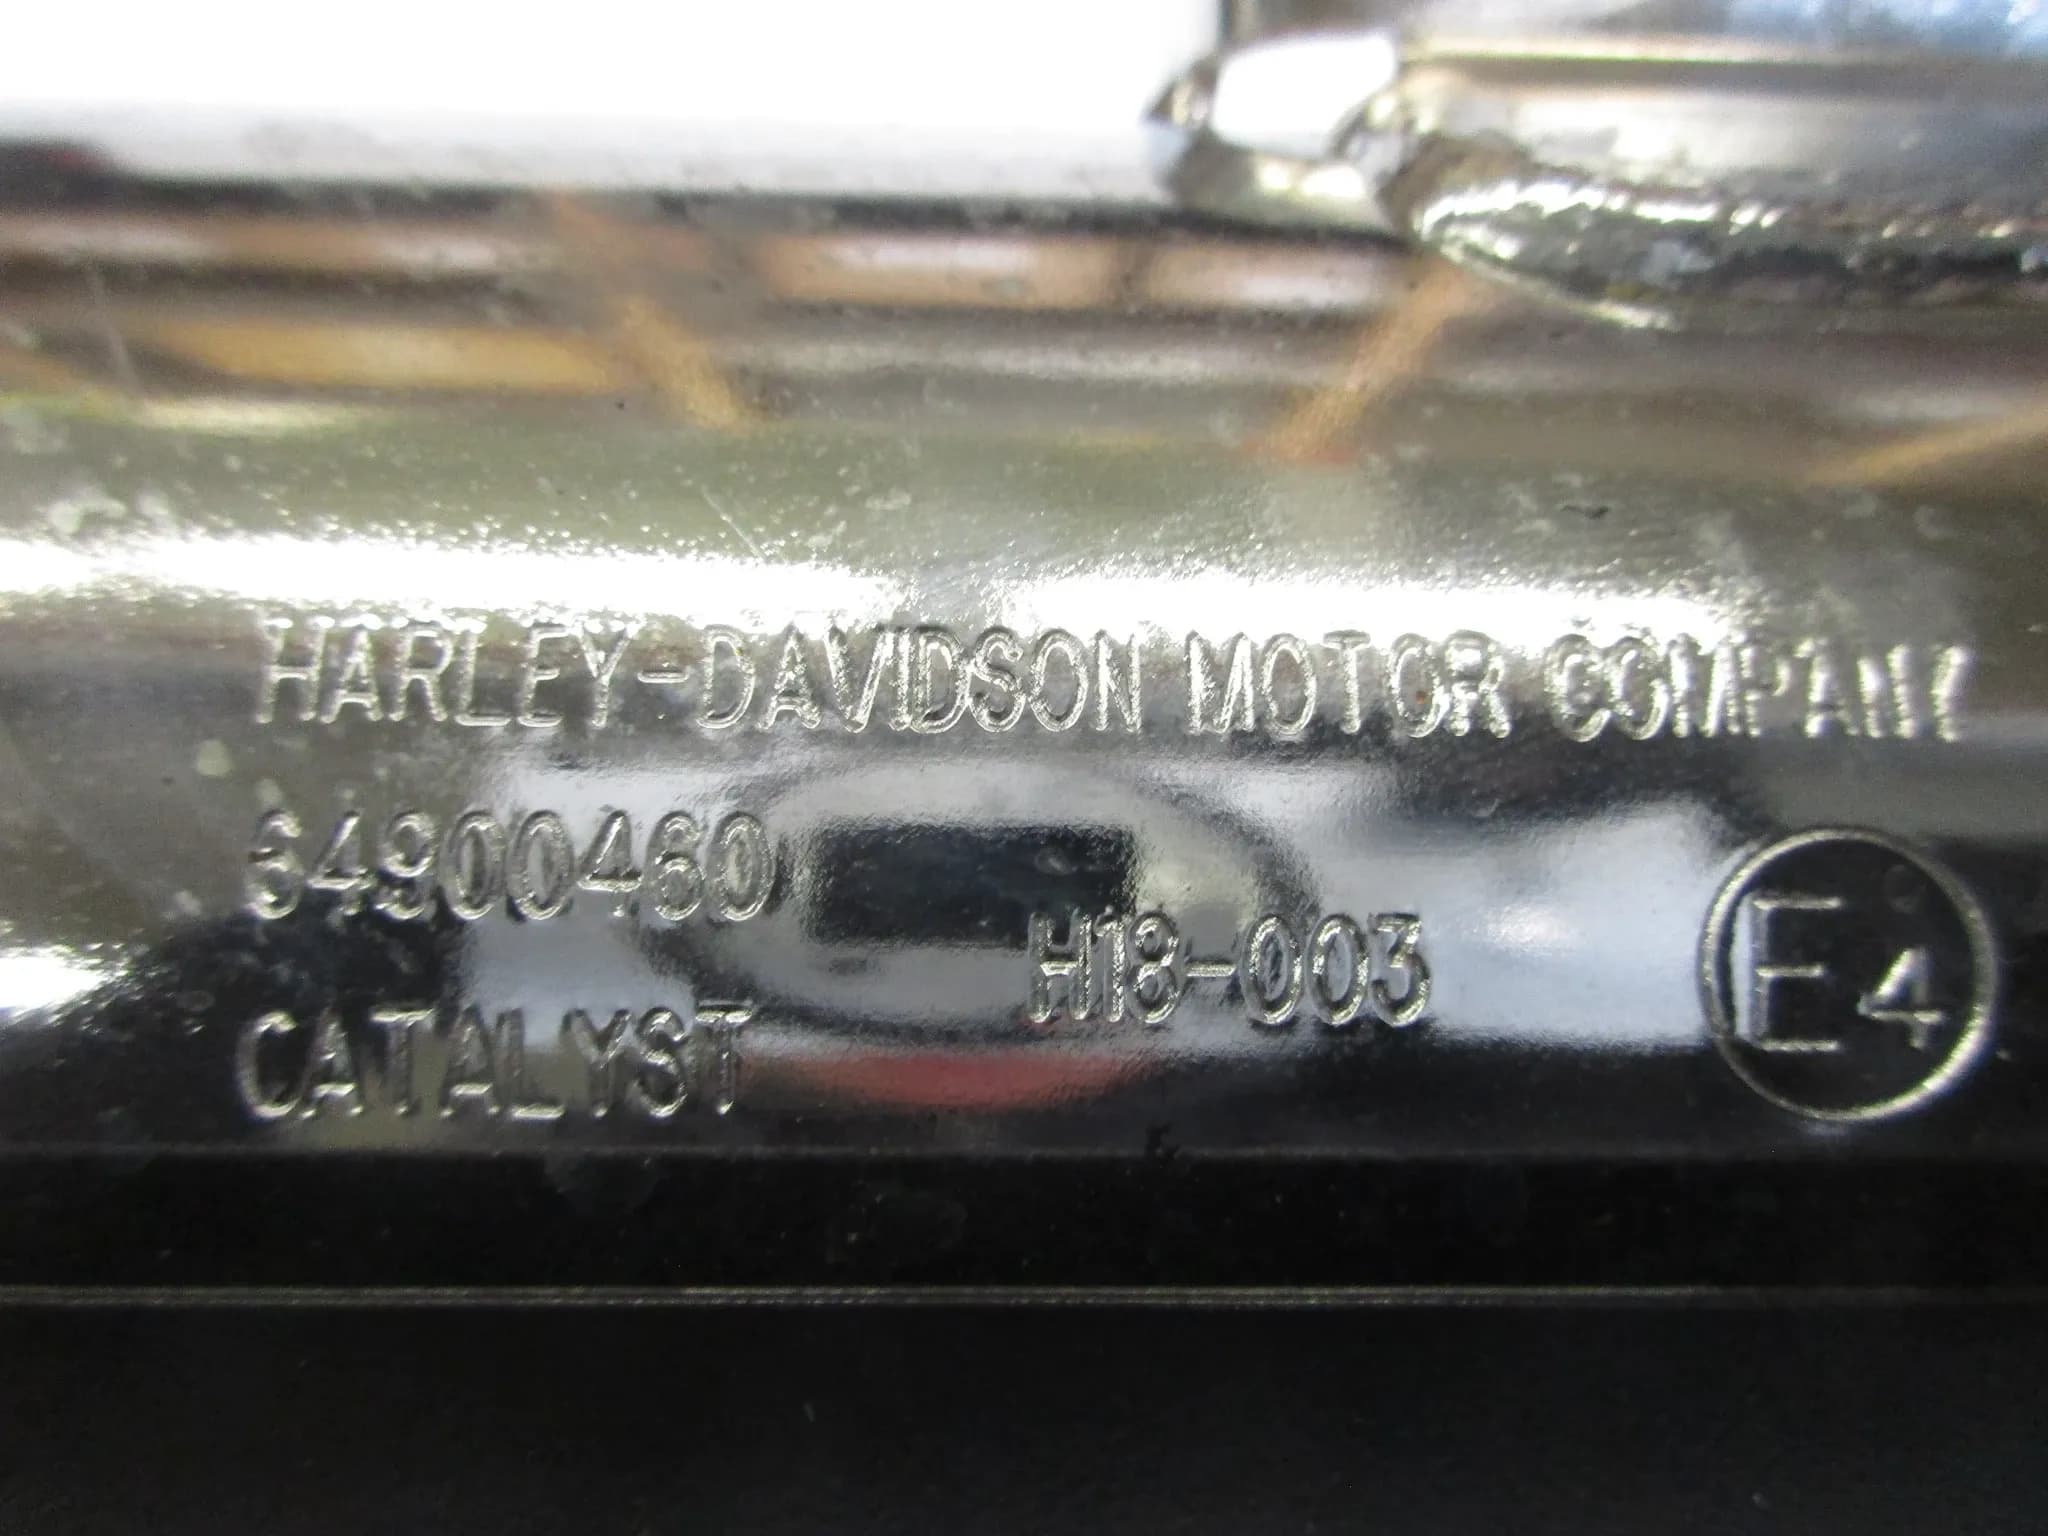 HARLEY-DAVIDSON MOTOR COMPANY
64900460
H18-003
E4
CATALYST